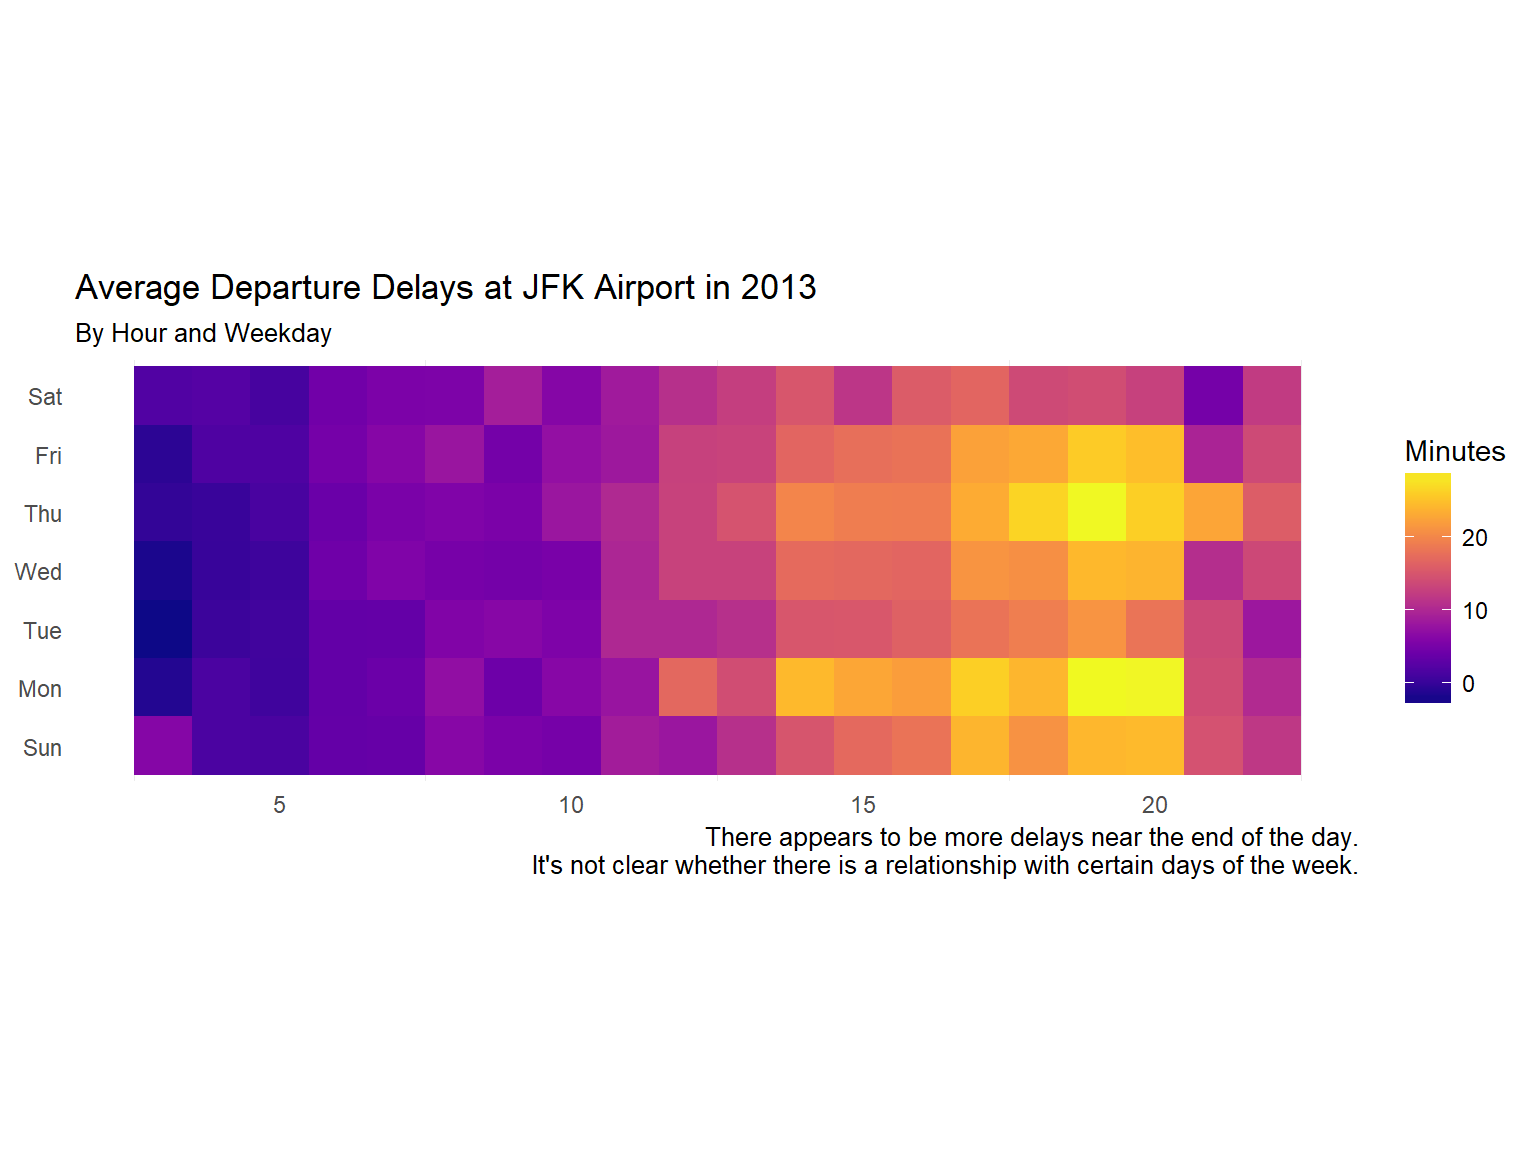 Average Departure Delays at JFK Airport in 2013
By Hour and Weekday
Sat
Fri
Thu
Wed
Tue
Mon
Sun
5 10 15 20
Minutes
20
10
0
There appears to be more delays near the end of the day.
It's not clear whether there is a relationship with certain days of the week.